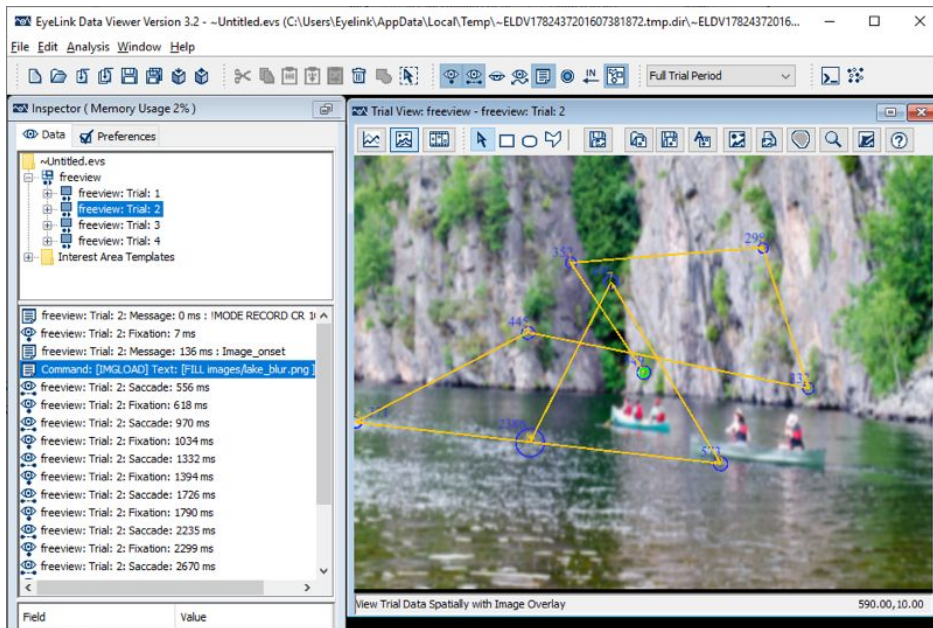 EyeLink Data Viewer Version 3.2 - ~Untitled.evs (C:\Users\Eyelink\AppData\Local\Temp\~ELDV1782437201607381872.tmp.dir\~ELDV17824372016...
File Edit Analysis Window Help
IN
Full Trial Period
Inspector ( Memory Usage 2% )
Data
Preferences
~Untitled.evs
freeview
freeview: Trial: 1
freeview: Trial: 2
freeview: Trial: 3
freeview: Trial: 4
Interest Area Templates
freeview: Trial: 2: Message: 0 ms : !MODE RECORD CR
freeview: Trial: 2: Fixation: 7 ms
freeview: Trial: 2: Message: 136 ms : Image_onset
Command: [IMGLOAD] Text: [FILL images/lake_blur.png ]
freeview: Trial: 2: Saccade: 556 ms
freeview: Trial: 2: Fixation: 618 ms
freeview: Trial: 2: Saccade: 970 ms
freeview: Trial: 2: Fixation: 1034 ms
freeview: Trial: 2: Saccade: 1332 ms
freeview: Trial: 2: Fixation: 1394 ms
freeview: Trial: 2: Saccade: 1726 ms
freeview: Trial: 2: Fixation: 1790 ms
freeview: Trial: 2: Saccade: 2235 ms
freeview: Trial: 2: Fixation: 2299 ms
freeview: Trial: 2: Saccade: 2670 ms
Field Value
Trial View: freeview - freeview: Trial: 2
View Trial Data Spatially with Image Overlay
590.00,10.00